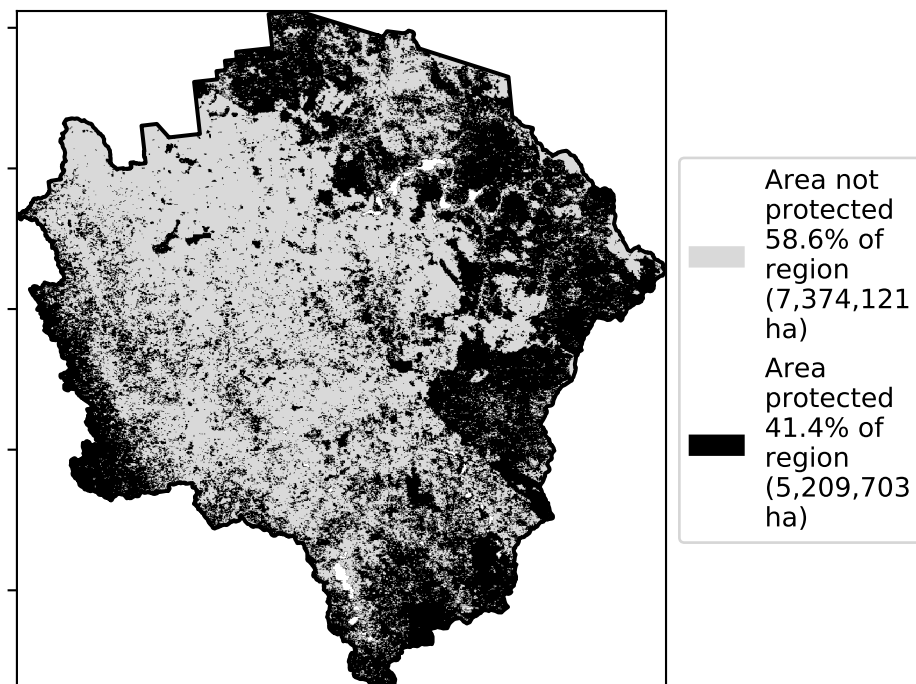 Area not
protected
58.6% of
region
(7,374,121
ha)
Area
protected
41.4% of
region
(5,209,703
ha)